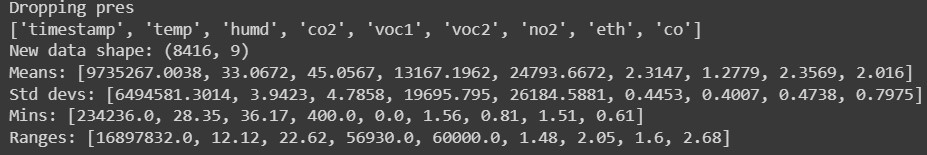 Dropping pres
['timestamp', 'temp', 'humd', 'co2', 'voc1', 'voc2', 'no2', 'eth', 'co']
New data shape: (8416, 9)
Means: [9735267.0038, 33.0672, 45.0567, 13167.1962, 24793.6672, 2.3147, 1.2779, 2.3569, 2.016]
Std devs: [6494581.3014, 3.9423, 4.7858, 19695.795, 26184.5881, 0.4453, 0.4007, 0.4738, 0.7975]
Mins: [234236.0, 28.35, 36.17, 400.0, 0.0, 1.56, 0.81, 1.51, 0.61]
Ranges: [16897832.0, 12.12, 22.62, 56930.0, 60000.0, 1.48, 2.05, 1.6, 2.68]